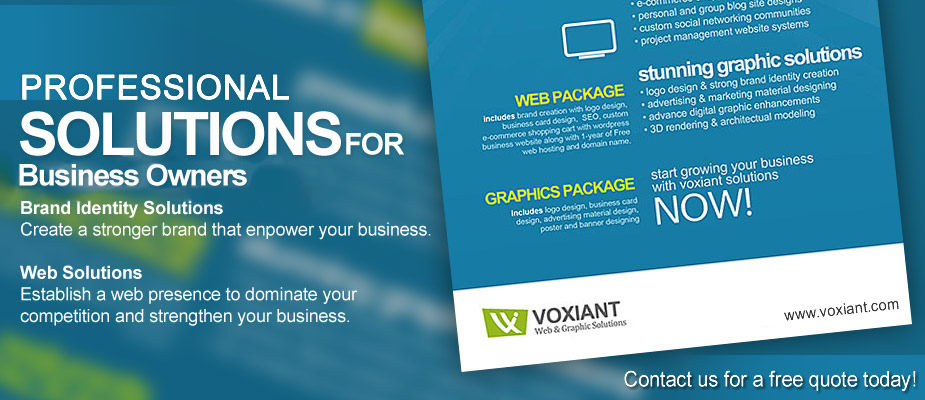 PROFESSIONAL
SOLUTIONS FOR
Business Owners
Brand Identity Solutions
Create a stronger brand that enpower your business.
Web Solutions
Establish a web presence to dominate your
competition and strengthen your business.
• personal and group blog site designs
• custom social networking communities
• project management website systems
WEB PACKAGE
includes brand creation with logo design,
business card design, SEO, custom
e-commerce shopping cart with wordpress
business website along with 1-year of Free
web hosting and domain name.
stunning graphic solutions
• logo design & strong brand identity creation
• advertising & marketing material designing
• advance digital graphic enhancements
• 3D rendering & architectual modeling
GRAPHICS PACKAGE
includes logo design, business card
design, advertising material design,
poster and banner designing
start growing your business
with voxiant solutions
NOW!
VOXIANT
Web & Graphic Solutions
www.voxiant.com
Contact us for a free quote today!